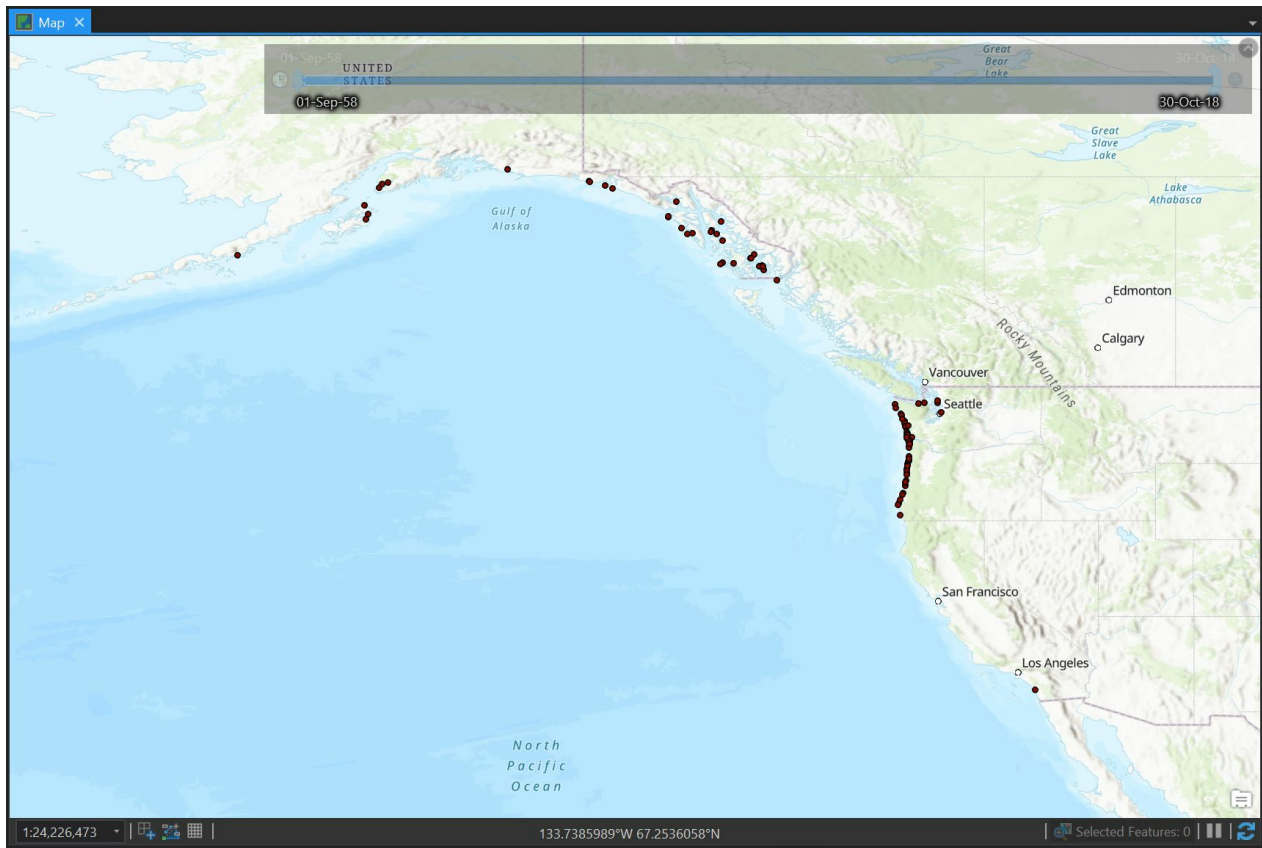 Map
01-Sep-58
30-Oct-18
UNITED
STATES
Great
Bear
Lake
01-Sep-58
30-Oct-18
Great
Slave
Lake
Lake
Athabasca
Gulf of
Alaska
Edmonton
Rocky Mountains
Calgary
Vancouver
Seattle
San Francisco
Los Angeles
North
Pacific
Ocean
1:24,226,473
133.7385989°W 67.2536058°N
Selected Features: 0